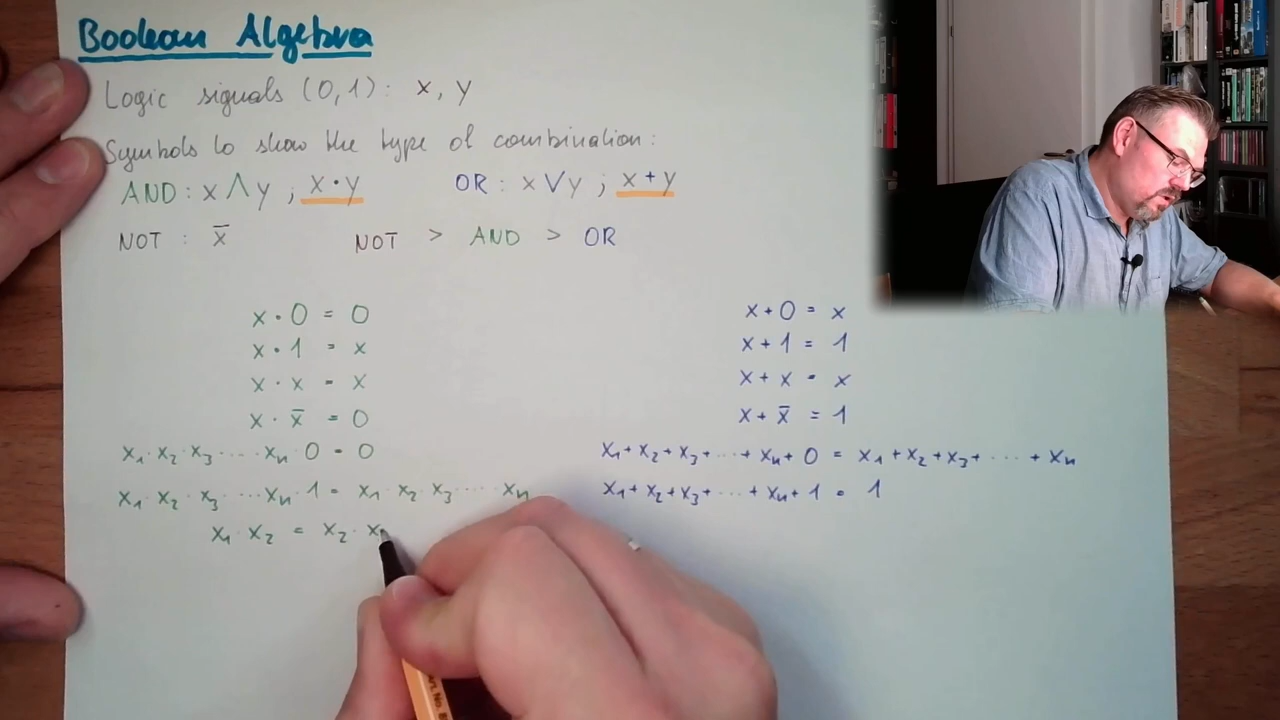 Boolean Algebra
Logic signals (0,1): x, y
Symbols to show the type of combination:
AND: x ∧ y ; x · y OR: x ∨ y ; x + y
NOT : x̄ NOT > AND > OR
x · 0 = 0 x + 0 = x
x · 1 = x x + 1 = 1
x · x = x x + x = x
x · x̄ = 0 x + x̄ = 1
x₁ · x₂ · x₃ ····· xₙ · 0 = 0 x₁ + x₂ + x₃ + ···· + xₙ + 0 = x₁ + x₂ + x₃ + ···· + xₙ
x₁ · x₂ · x₃ ····· xₙ · 1 = x₁ · x₂ · x₃ ····· xₙ x₁ + x₂ + x₃ + ···· + xₙ + 1 = 1
x₁ · x₂ = x₂ · x